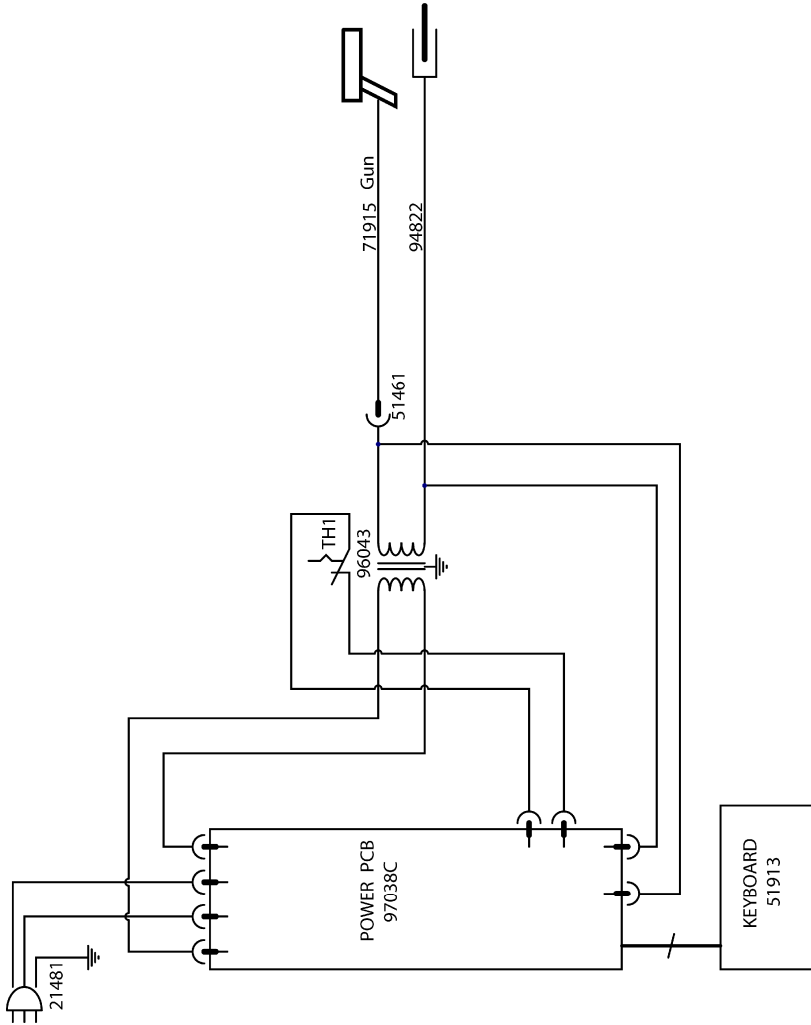 71915 Gun
94822
51461
TH1
96043
POWER PCB
97038C
KEYBOARD
51913
21481